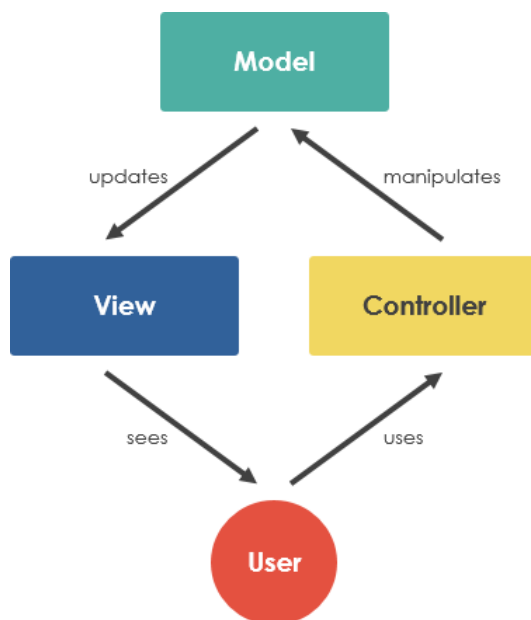 Model
updates
manipulates
View
Controller
sees
uses
User